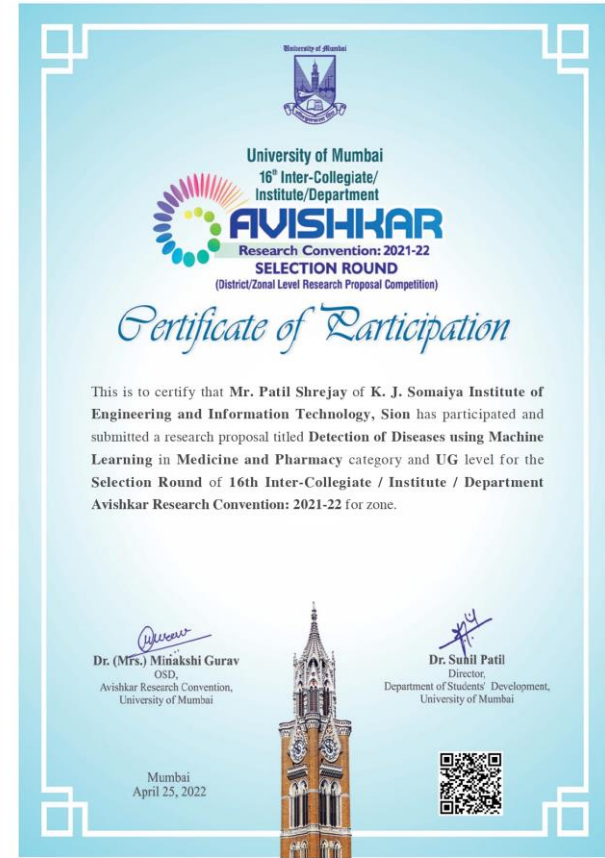 University of Mumbai
University of Mumbai
16th Inter-Collegiate/
Institute/Department
AVISHKAR
Research Convention: 2021-22
SELECTION ROUND
(District/Zonal Level Research Proposal Competition)
Certificate of Participation
This is to certify that Mr. Patil Shrejay of K. J. Somaiya Institute of
Engineering and Information Technology, Sion has participated and
submitted a research proposal titled Detection of Diseases using Machine
Learning in Medicine and Pharmacy category and UG level for the
Selection Round of 16th Inter-Collegiate / Institute / Department
Avishkar Research Convention: 2021-22 for zone.
Dr. (Mrs.) Minakshi Gurav
OSD,
Avishkar Research Convention,
University of Mumbai
Dr. Sunil Patil
Director,
Department of Students' Development,
University of Mumbai
Mumbai
April 25, 2022